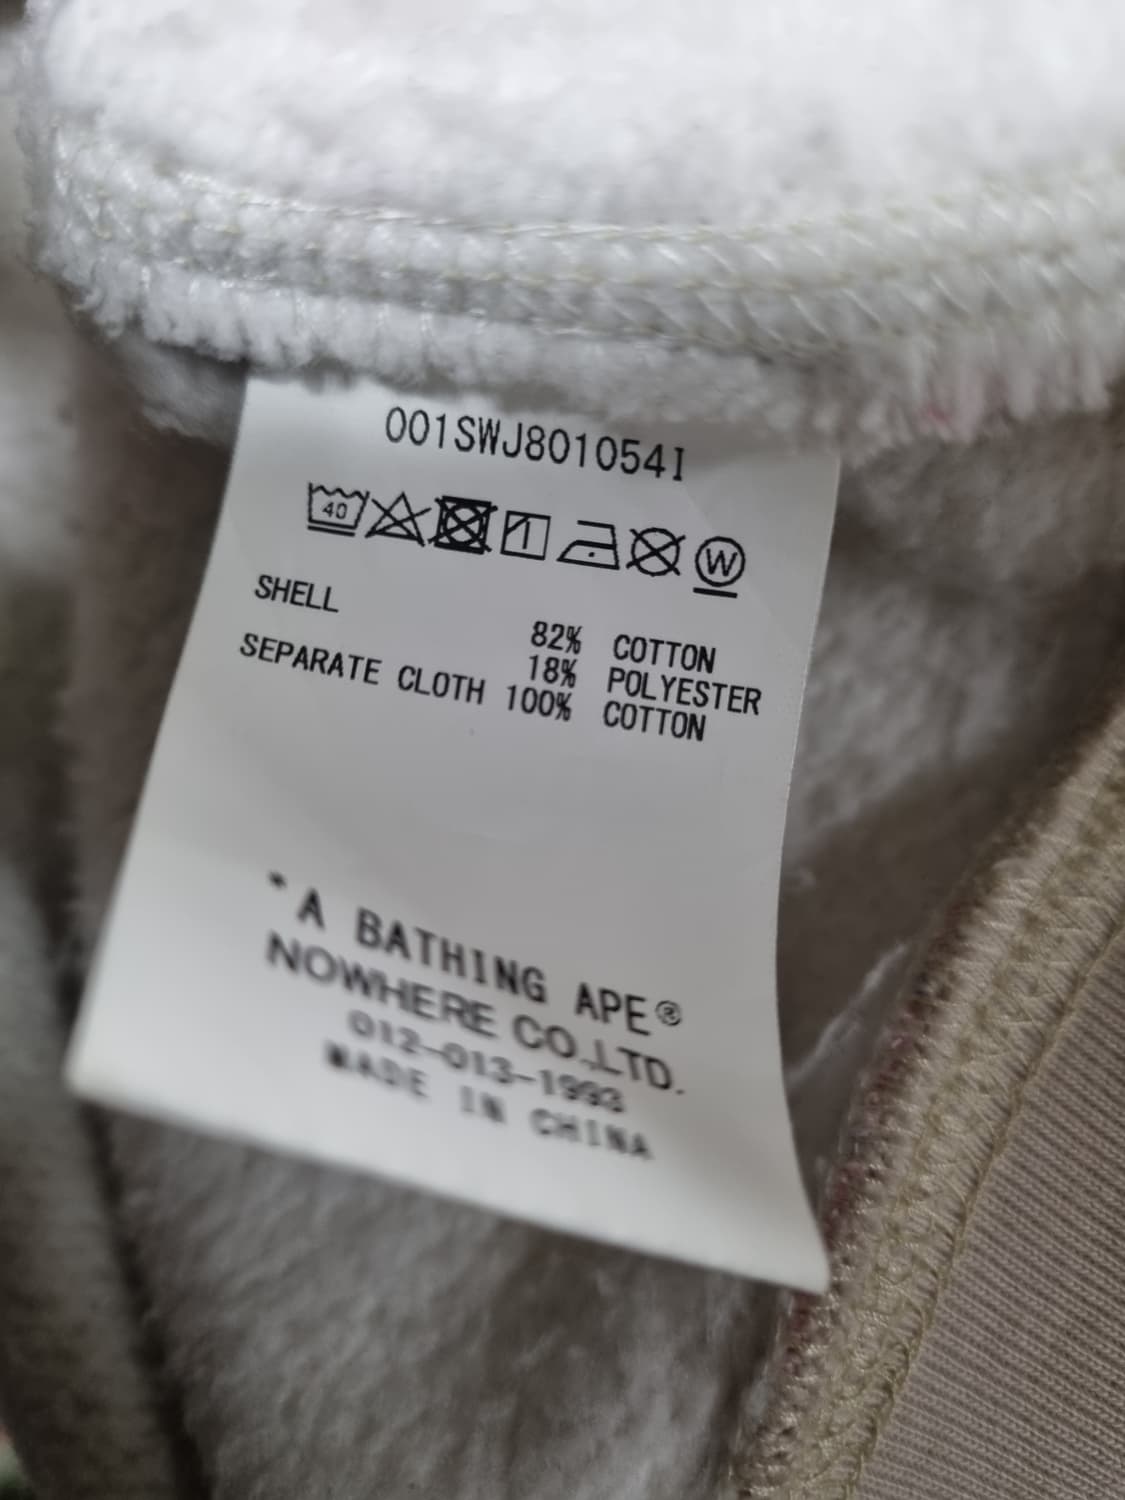 001SWJ801054I
40 W
SHELL 82% COTTON
18% POLYESTER
SEPARATE CLOTH 100% COTTON
*A BATHING APE®
NOWHERE CO.,LTD.
012-013-1993
MADE IN CHINA